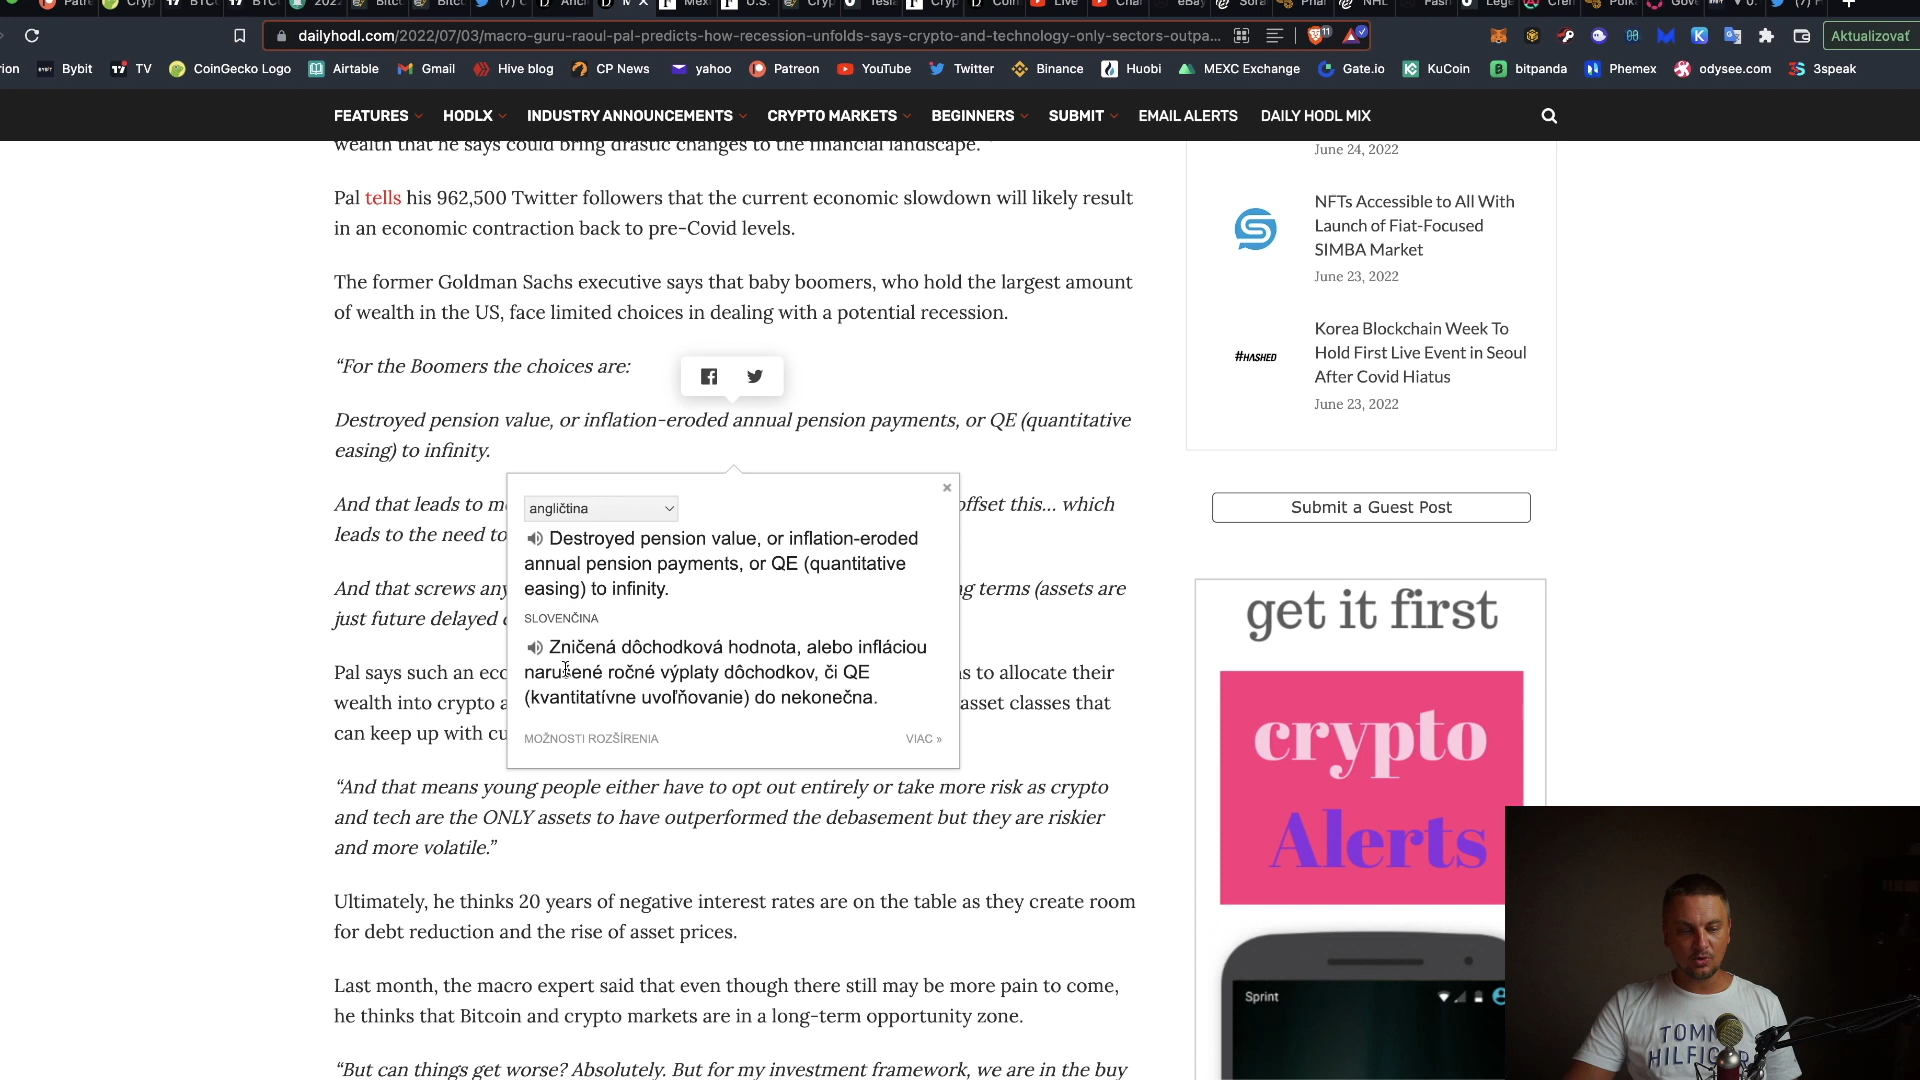 dailyhodl.com/2022/07/03/macro-guru-raoul-pal-predicts-how-recession-unfolds-says-crypto-and-technology-only-sectors-outpa...
Aktualizovať
Bybit TV CoinGecko Logo Airtable Gmail Hive blog CP News yahoo Patreon YouTube Twitter Binance Huobi MEXC Exchange Gate.io KuCoin bitpanda Phemex odysee.com 3speak
FEATURES HODLX INDUSTRY ANNOUNCEMENTS CRYPTO MARKETS BEGINNERS SUBMIT EMAIL ALERTS DAILY HODL MIX
wealth that he says could bring drastic changes to the financial landscape.
Pal tells his 962,500 Twitter followers that the current economic slowdown will likely result
in an economic contraction back to pre-Covid levels.
The former Goldman Sachs executive says that baby boomers, who hold the largest amount
of wealth in the US, face limited choices in dealing with a potential recession.
“For the Boomers the choices are:
Destroyed pension value, or inflation-eroded annual pension payments, or QE (quantitative
easing) to infinity.
And that leads to offset this... which
leads to the need to
And that screws any terms (assets are
just future delayed
Pal says such an to allocate their
wealth into crypto asset classes that
can keep up with
angličtina
Destroyed pension value, or inflation-eroded
annual pension payments, or QE (quantitative
easing) to infinity.
SLOVENČINA
Zničená dôchodková hodnota, alebo infláciou
narušené ročné výplaty dôchodkov, či QE
(kvantitatívne uvoľňovanie) do nekonečna.
MOŽNOSTI ROZŠÍRENIA VIAC »
“And that means young people either have to opt out entirely or take more risk as crypto
and tech are the ONLY assets to have outperformed the debasement but they are riskier
and more volatile.”
Ultimately, he thinks 20 years of negative interest rates are on the table as they create room
for debt reduction and the rise of asset prices.
Last month, the macro expert said that even though there still may be more pain to come,
he thinks that Bitcoin and crypto markets are in a long-term opportunity zone.
“But can things get worse? Absolutely. But for my investment framework, we are in the buy
June 24, 2022
NFTs Accessible to All With
Launch of Fiat-Focused
SIMBA Market
June 23, 2022
#HASHED
Korea Blockchain Week To
Hold First Live Event in Seoul
After Covid Hiatus
June 23, 2022
Submit a Guest Post
get it first
crypto
Alerts
Sprint
TOMM
HILFIG